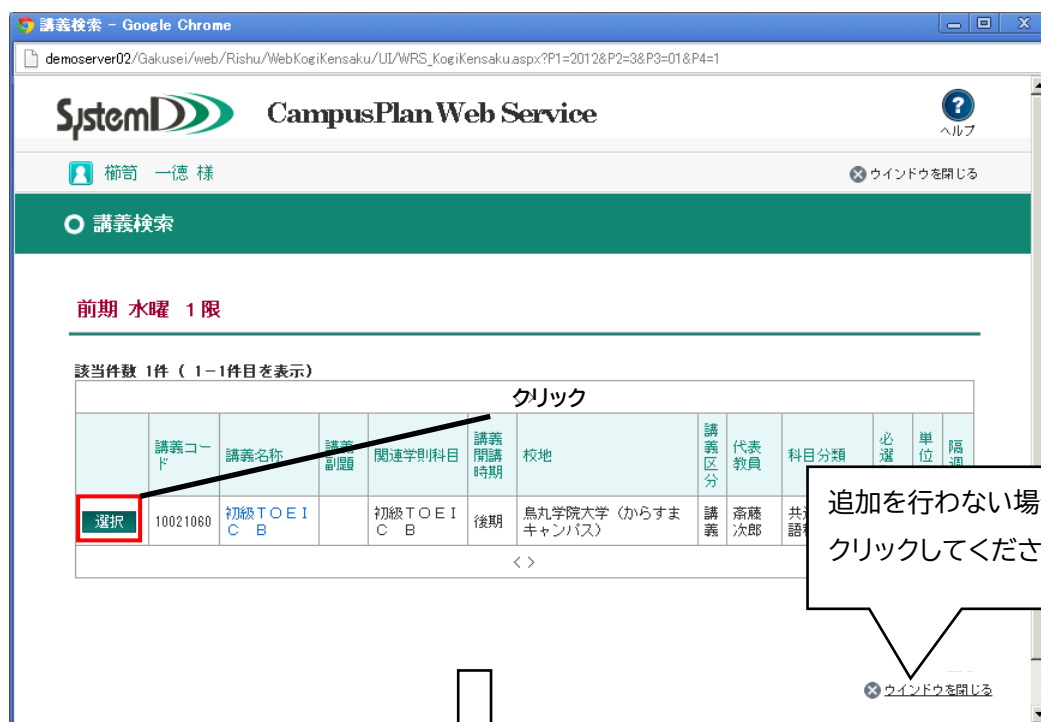 講義検索 - Google Chrome
demoserver02/Gakusei/web/Rishu/WebKogiKensaku/UI/WRS_KogiKensaku.aspx?P1=2012&P2=3&P3=01&P4=1
SystemD CampusPlan Web Service
ヘルプ
櫛笥 一徳 様
ウインドウを閉じる
講義検索
前期 水曜 1限
該当件数 1件 ( 1-1件目を表示)
クリック
講義コード 講義名称 講義副題 関連学則科目 講義開講時期 校地 講義区分 代表教員 科目分類 必選 単位 隔週
選択 10021060 初級TOEIC B 初級TOEIC B 後期 烏丸学院大学(からすまキャンパス) 講義 斎藤次郎
< >
追加を行わない場
クリックしてくださ
ウインドウを閉じる